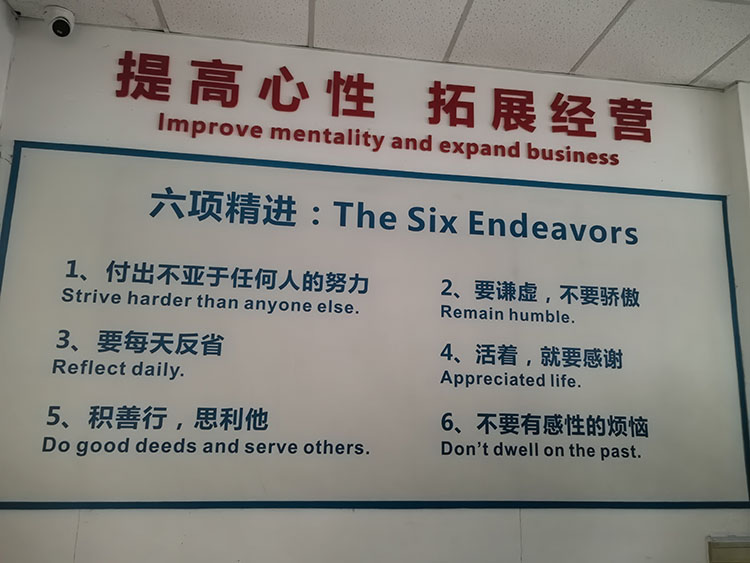 提高心性 拓展经营
Improve mentality and expand business
六项精进：The Six Endeavors
1、付出不亚于任何人的努力
Strive harder than anyone else.
2、要谦虚，不要骄傲
Remain humble.
3、要每天反省
Reflect daily.
4、活着，就要感谢
Appreciated life.
5、积善行，思利他
Do good deeds and serve others.
6、不要有感性的烦恼
Don't dwell on the past.